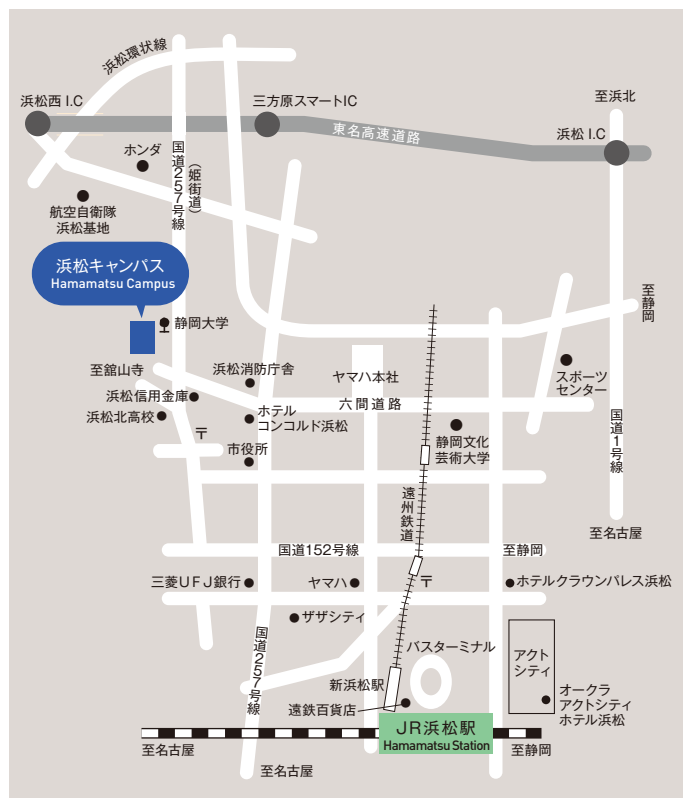 浜松環状線
浜松西 I.C
三方原スマートIC
至浜北
東名高速道路
浜松 I.C
ホンダ
国道257号線
（姫街道）
航空自衛隊
浜松基地
浜松キャンパス
Hamamatsu Campus
至静岡
静岡大学
至舘山寺
浜松消防庁舎
ヤマハ本社
スポーツ
センター
浜松信用金庫
六間道路
浜松北高校
ホテル
コンコルド浜松
国道1号線
〒
静岡文化
芸術大学
市役所
遠州鉄道
至名古屋
国道152号線
至静岡
三菱UFJ銀行
ヤマハ
〒
ホテルクラウンパレス浜松
ザザシティ
国道257号線
バスターミナル
アクト
シティ
新浜松駅
遠鉄百貨店
オークラ
アクトシティ
ホテル浜松
JR浜松駅
Hamamatsu Station
至名古屋
至静岡
至名古屋